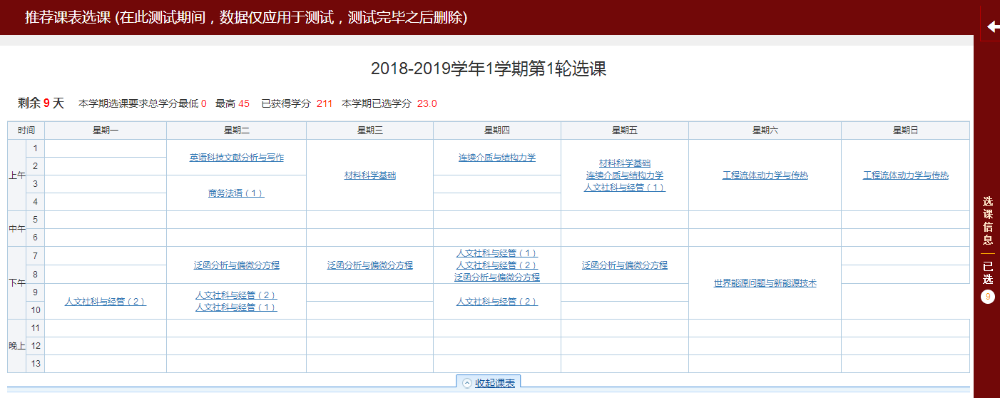 推荐课表选课 (在此测试期间，数据仅应用于测试，测试完毕之后删除)
2018-2019学年1学期第1轮选课
剩余 9 天 本学期选课要求总学分最低 0 最高 45 已获得学分 211 本学期已选学分 23.0
时间 星期一 星期二 星期三 星期四 星期五 星期六 星期日
上午
1
2
3
4
英语科技文献分析与写作
商务法语（1）
材料科学基础
连续介质与结构力学
材料科学基础
连续介质与结构力学
人文社科与经管（1）
工程流体动力学与传热
工程流体动力学与传热
中午
5
6
下午
7
8
9
10
人文社科与经管（2）
泛函分析与偏微分方程
人文社科与经管（2）
人文社科与经管（1）
泛函分析与偏微分方程
人文社科与经管（1）
人文社科与经管（2）
泛函分析与偏微分方程
人文社科与经管（2）
泛函分析与偏微分方程
世界能源问题与新能源技术
晚上
11
12
13
收起课表
选课信息
已选
9